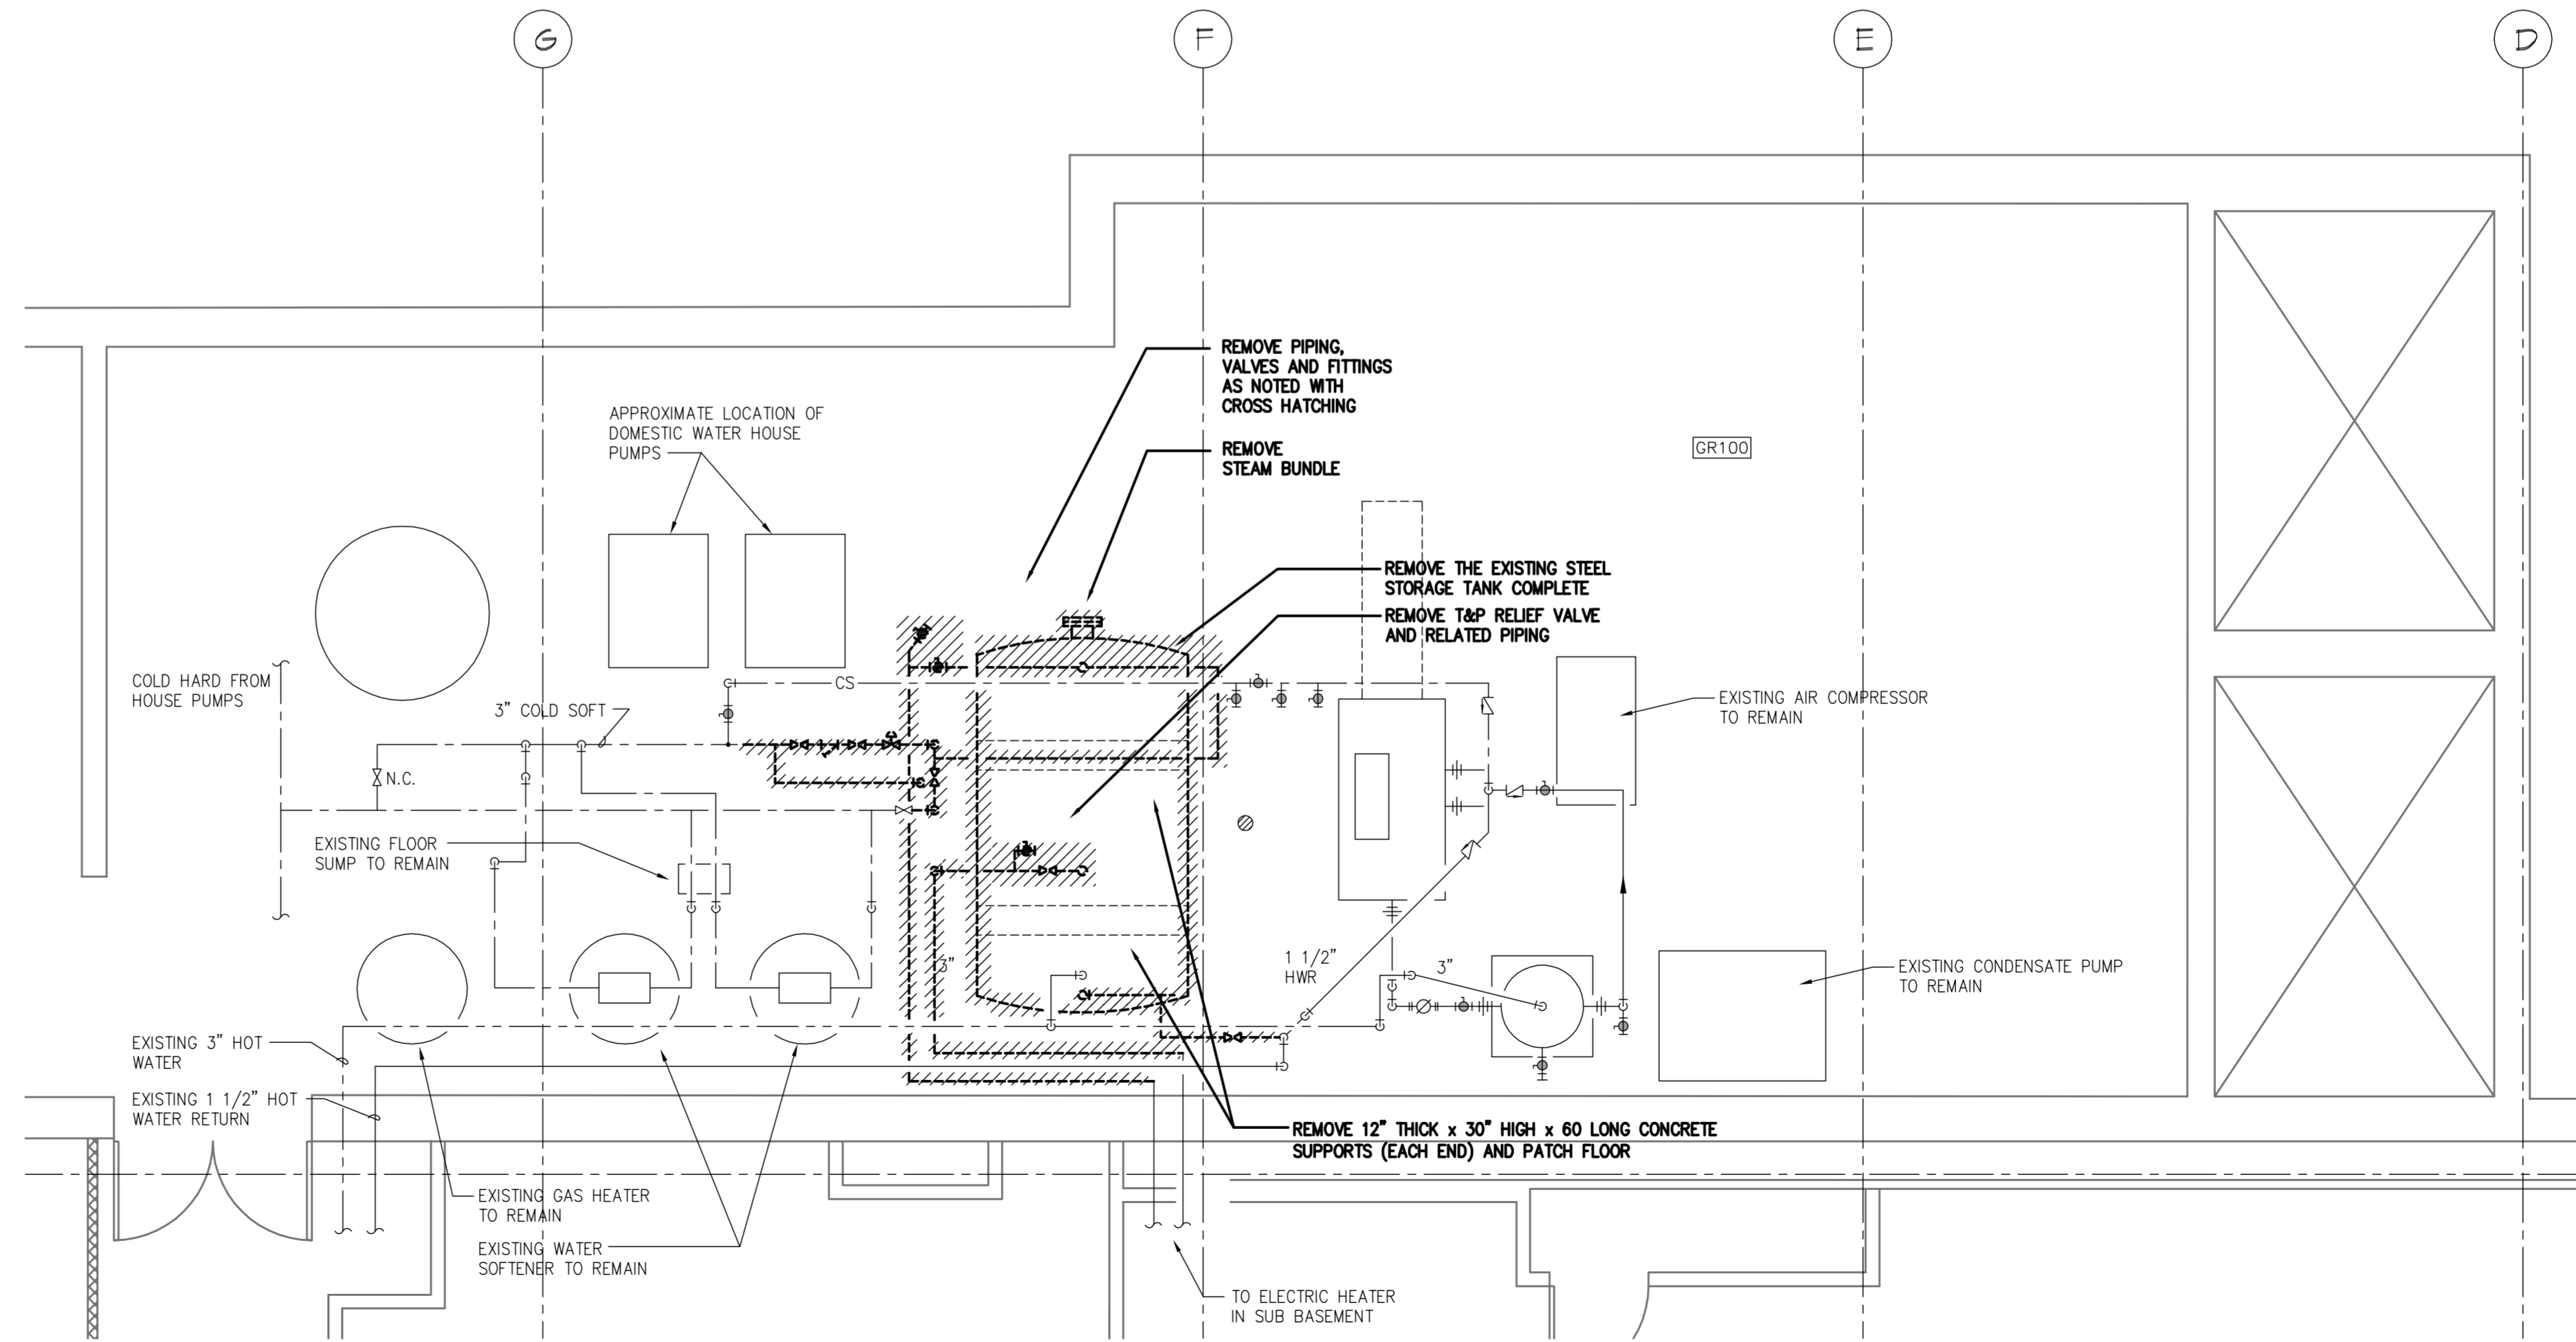 G
F
E
D
REMOVE PIPING,
VALVES AND FITTINGS
AS NOTED WITH
CROSS HATCHING
APPROXIMATE LOCATION OF
DOMESTIC WATER HOUSE
PUMPS
REMOVE
STEAM BUNDLE
GR100
REMOVE THE EXISTING STEEL
STORAGE TANK COMPLETE
REMOVE T&P RELIEF VALVE
AND RELATED PIPING
COLD HARD FROM
HOUSE PUMPS
CS
3" COLD SOFT
EXISTING AIR COMPRESSOR
TO REMAIN
N.C.
EXISTING FLOOR
SUMP TO REMAIN
3"
1 1/2"
HWR
3"
EXISTING CONDENSATE PUMP
TO REMAIN
EXISTING 3" HOT
WATER
EXISTING 1 1/2" HOT
WATER RETURN
REMOVE 12" THICK x 30" HIGH x 60 LONG CONCRETE
SUPPORTS (EACH END) AND PATCH FLOOR
EXISTING GAS HEATER
TO REMAIN
EXISTING WATER
SOFTENER TO REMAIN
TO ELECTRIC HEATER
IN SUB BASEMENT